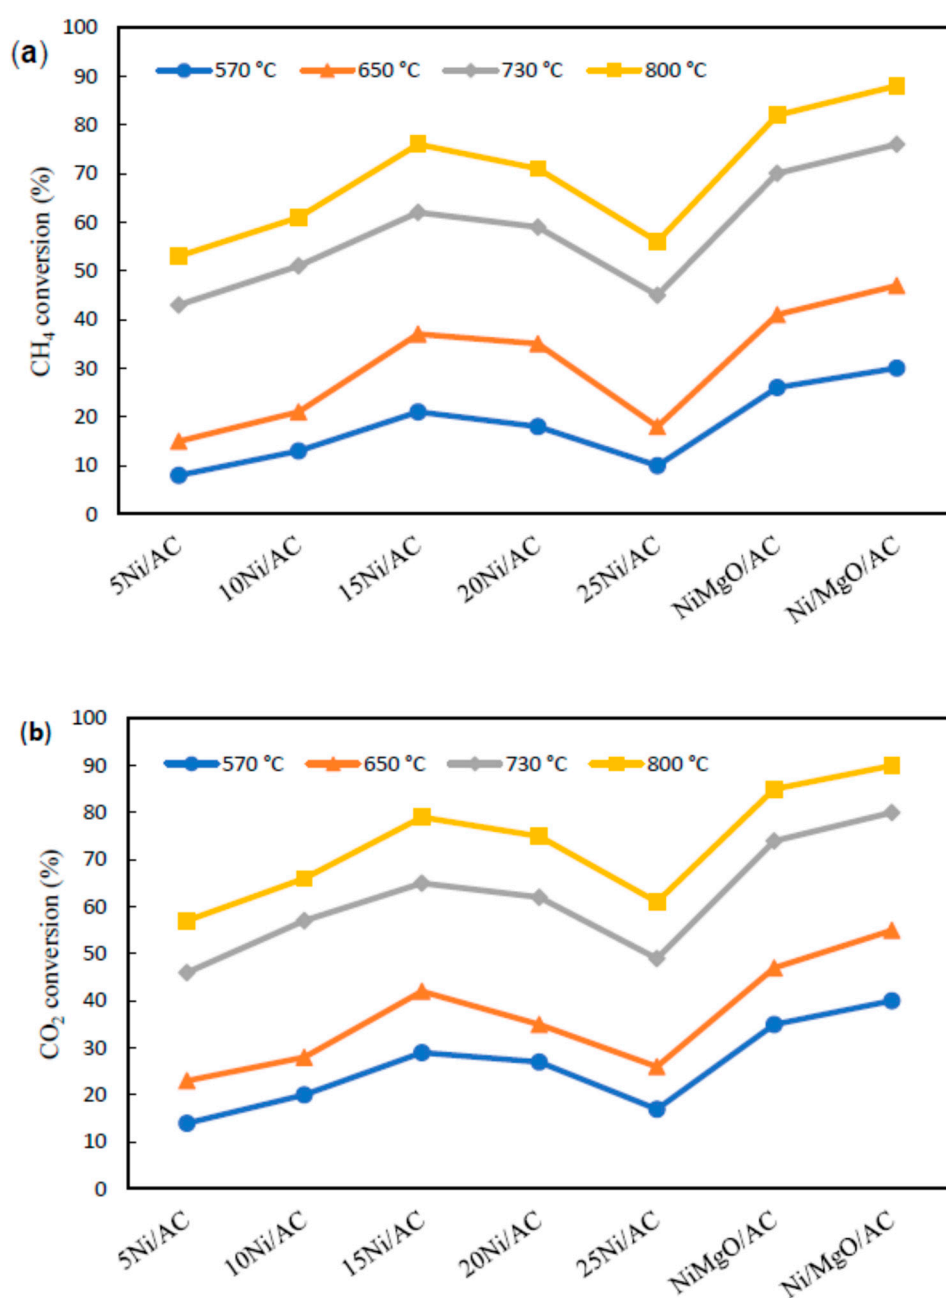 (a)
100
90
80
70
60
50
40
30
20
10
0
CH₄ conversion (%)
570 °C 650 °C 730 °C 800 °C
5Ni/AC 10Ni/AC 15Ni/AC 20Ni/AC 25Ni/AC NiMgO/AC Ni/MgO/AC
(b)
100
90
80
70
60
50
40
30
20
10
0
CO₂ conversion (%)
570 °C 650 °C 730 °C 800 °C
5Ni/AC 10Ni/AC 15Ni/AC 20Ni/AC 25Ni/AC NiMgO/AC Ni/MgO/AC